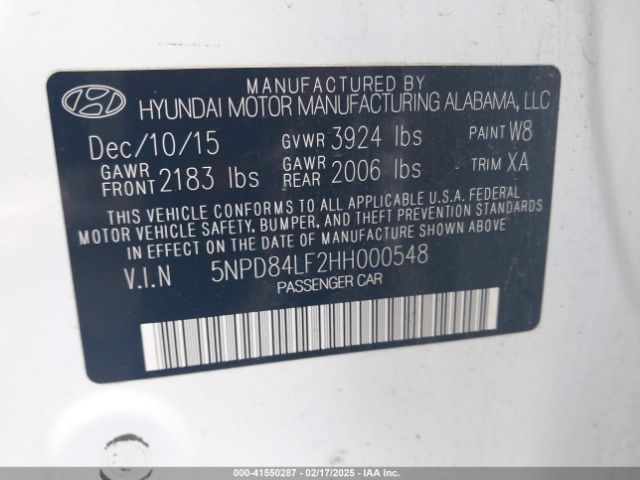 MANUFACTURED BY
HYUNDAI MOTOR MANUFACTURING ALABAMA, LLC
Dec/10/15 GVWR 3924 lbs PAINT W8
GAWR FRONT 2183 lbs GAWR REAR 2006 lbs TRIM XA
THIS VEHICLE CONFORMS TO ALL APPLICABLE U.S.A. FEDERAL
MOTOR VEHICLE SAFETY, BUMPER, AND THEFT PREVENTION STANDARDS
IN EFFECT ON THE DATE OF MANUFACTURE SHOWN ABOVE.
V.I.N 5NPD84LF2HH000548
PASSENGER CAR
000-41550287 - 02/17/2025 - IAAI.COM